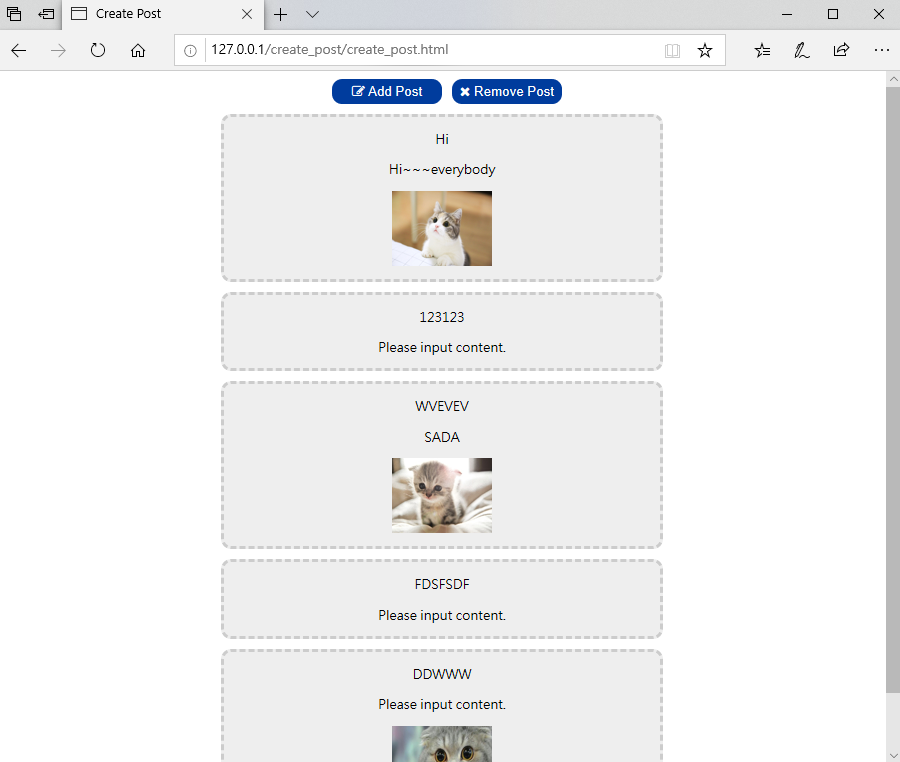 Create Post
127.0.0.1/create_post/create_post.html
Add Post
Remove Post
Hi
Hi~~~everybody
123123
Please input content.
WVEVEV
SADA
FDSFSDF
Please input content.
DDWWW
Please input content.